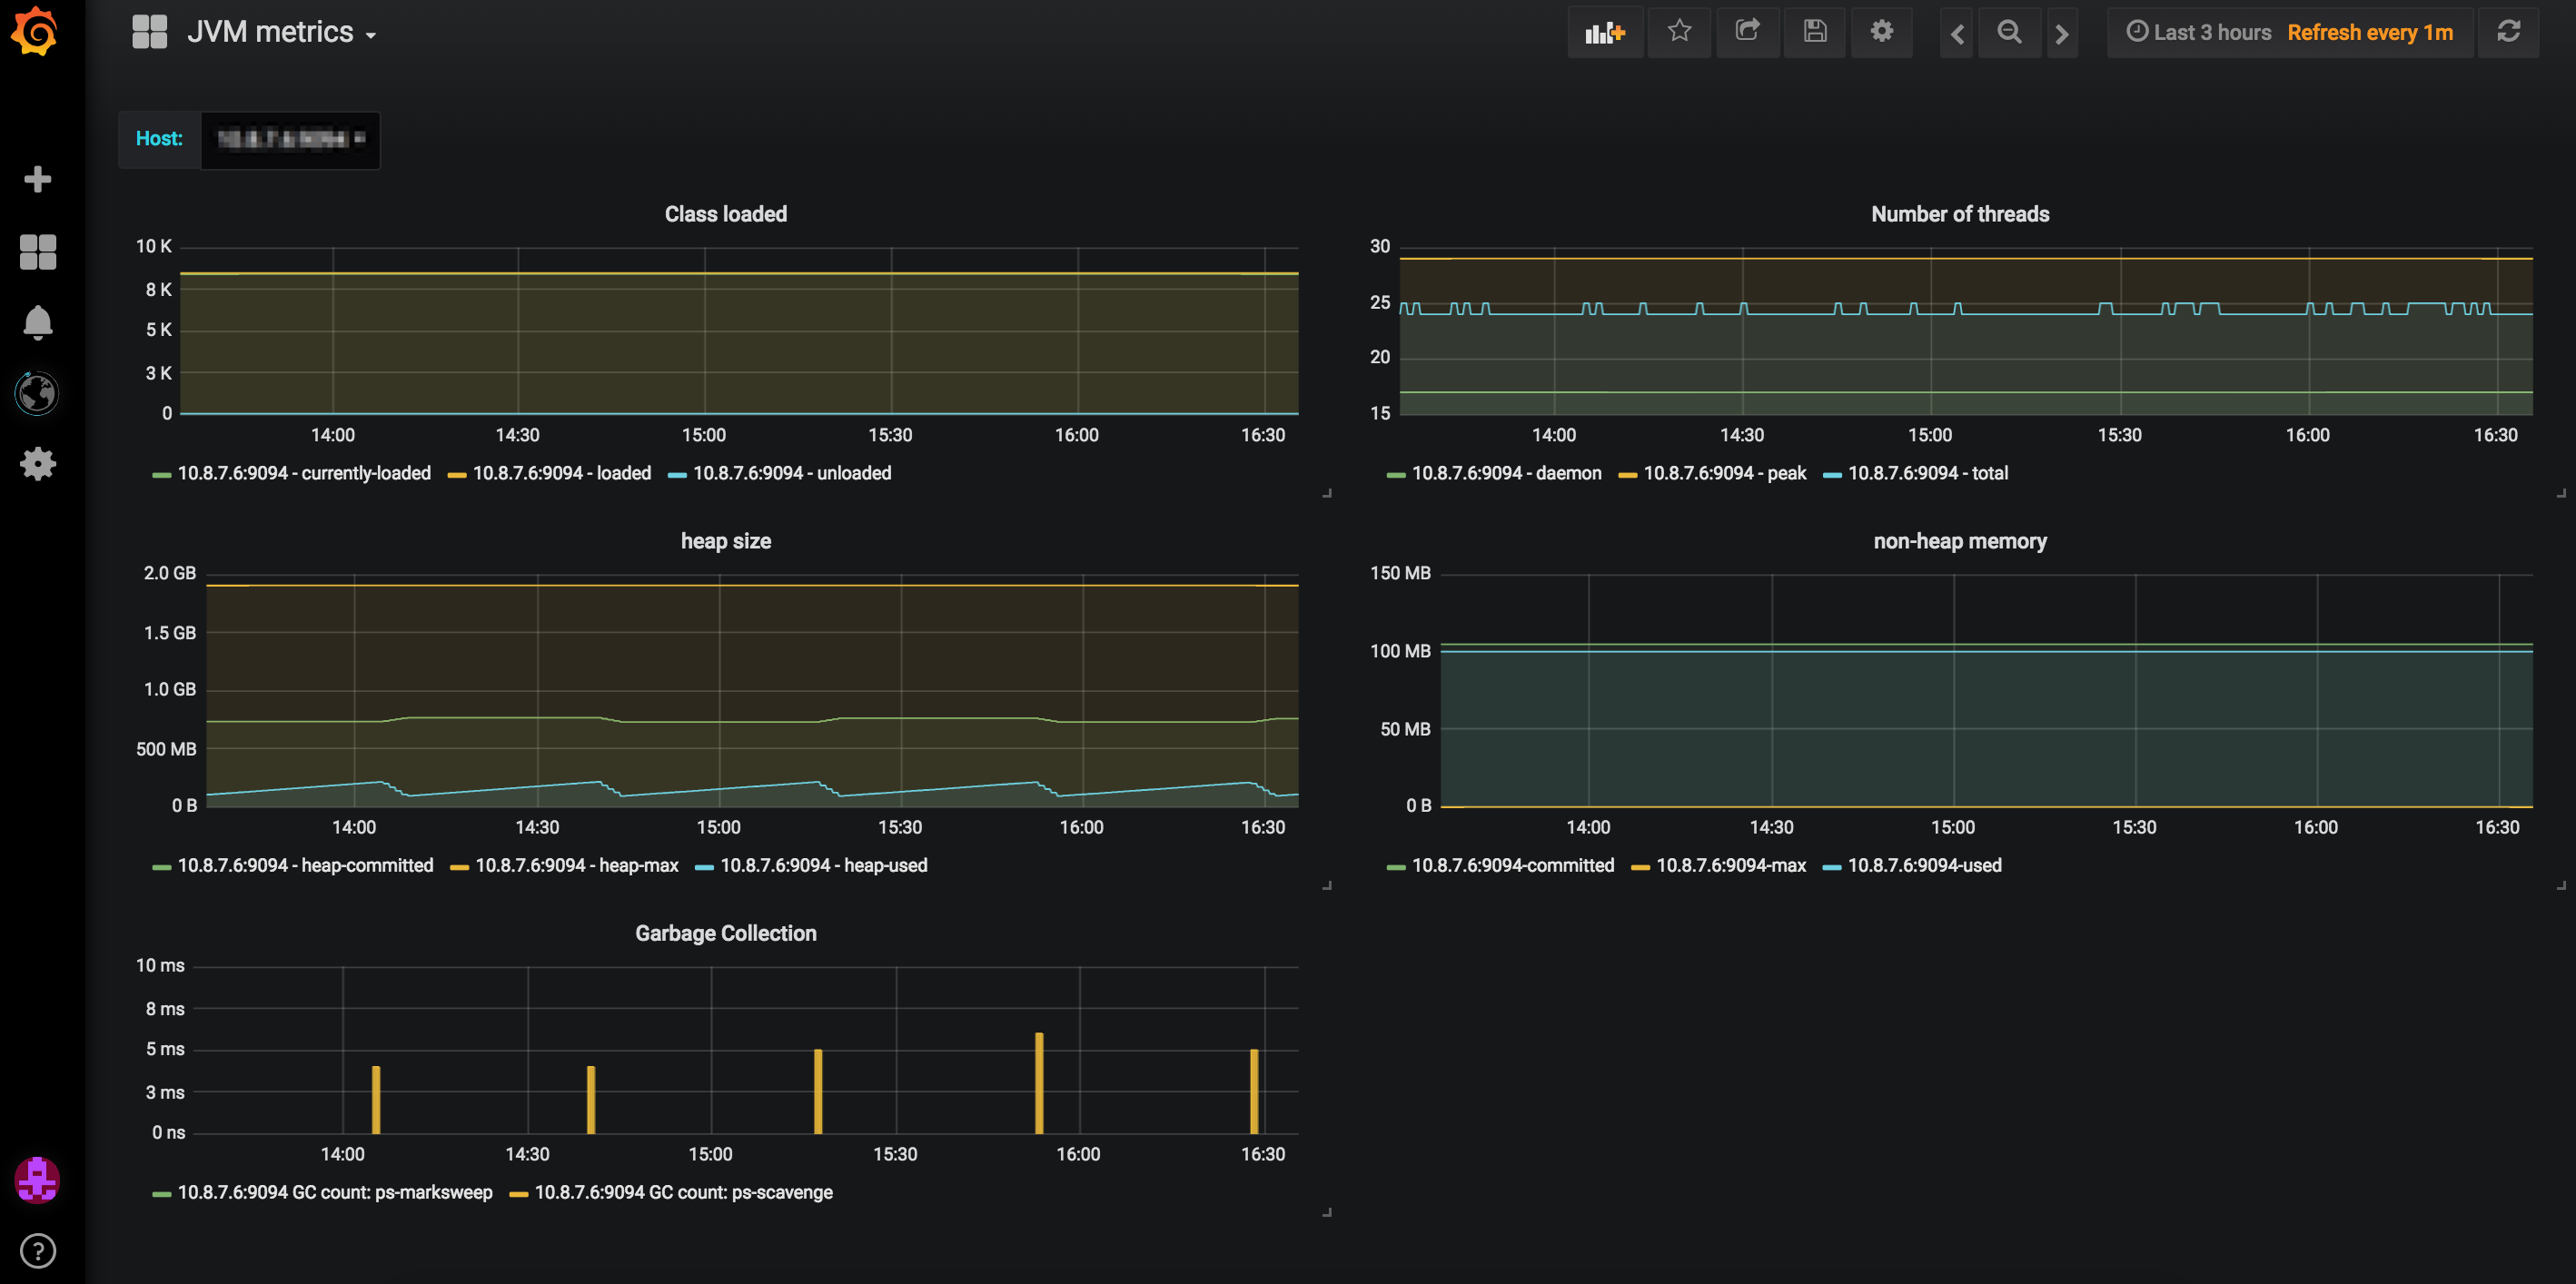 JVM metrics
Last 3 hours Refresh every 1m
Host:
Class loaded
10 K
8 K
5 K
3 K
0
14:00 14:30 15:00 15:30 16:00 16:30
10.8.7.6:9094 - currently-loaded 10.8.7.6:9094 - loaded 10.8.7.6:9094 - unloaded
Number of threads
30
25
20
15
14:00 14:30 15:00 15:30 16:00 16:30
10.8.7.6:9094 - daemon 10.8.7.6:9094 - peak 10.8.7.6:9094 - total
heap size
2.0 GB
1.5 GB
1.0 GB
500 MB
0 B
14:00 14:30 15:00 15:30 16:00 16:30
10.8.7.6:9094 - heap-committed 10.8.7.6:9094 - heap-max 10.8.7.6:9094 - heap-used
non-heap memory
150 MB
100 MB
50 MB
0 B
14:00 14:30 15:00 15:30 16:00 16:30
10.8.7.6:9094-committed 10.8.7.6:9094-max 10.8.7.6:9094-used
Garbage Collection
10 ms
8 ms
5 ms
3 ms
0 ns
14:00 14:30 15:00 15:30 16:00 16:30
10.8.7.6:9094 GC count: ps-marksweep 10.8.7.6:9094 GC count: ps-scavenge